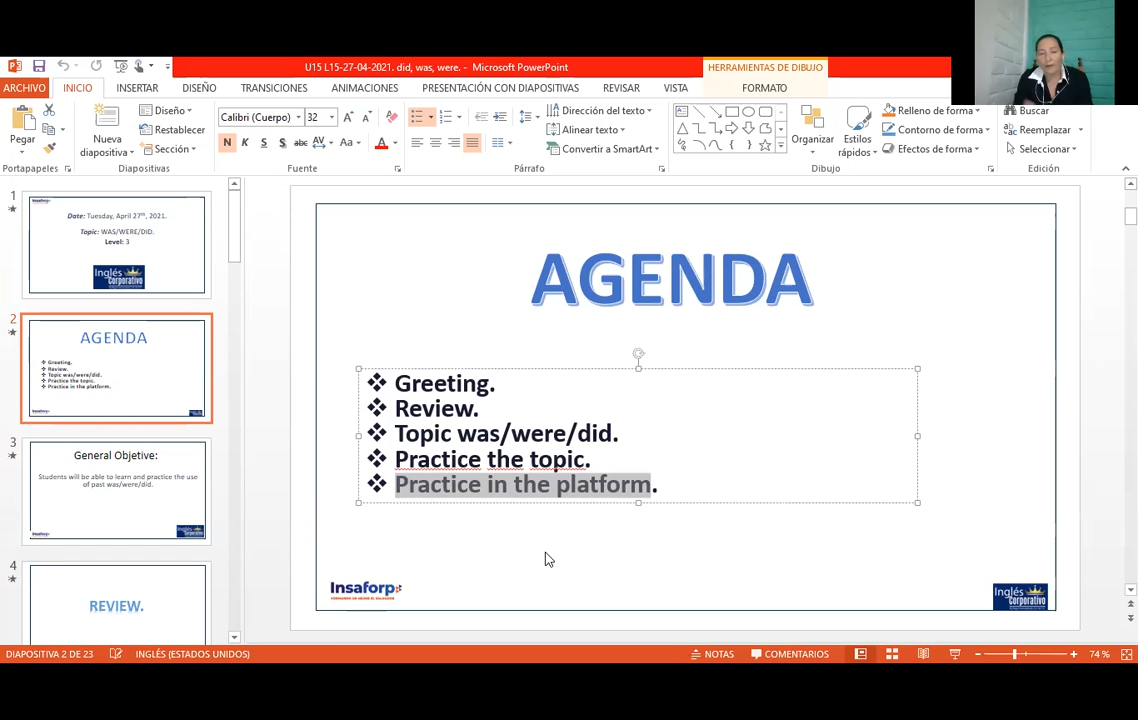 U15 L15-27-04-2021. did, was, were. - Microsoft PowerPoint
HERRAMIENTAS DE DIBUJO
ARCHIVO INICIO INSERTAR DISEÑO TRANSICIONES ANIMACIONES PRESENTACIÓN CON DIAPOSITIVAS REVISAR VISTA FORMATO
Pegar
Nueva diapositiva
Diseño
Restablecer
Sección
Calibri (Cuerpo) 32
N K S S abc AV Aa A
Dirección del texto
Alinear texto
Convertir a SmartArt
Organizar
Estilos rápidos
Relleno de forma
Contorno de forma
Efectos de forma
Buscar
Reemplazar
Seleccionar
Portapapeles Diapositivas Fuente Párrafo Dibujo Edición
1
Date: Tuesday, April 27th, 2021.
Topic: WAS/WERE/DID.
Level: 3
Inglés
Corporativo
2
AGENDA
Greeting.
Review.
Topic was/were/did.
Practice the topic.
Practice in the platform.
3
General Objetive:
Students will be able to learn and practice the use
of past was/were/did.
4
REVIEW.
AGENDA
❖ Greeting.
❖ Review.
❖ Topic was/were/did.
❖ Practice the topic.
❖ Practice in the platform.
Insaforp
Inglés
Corporativo
DIAPOSITIVA 2 DE 23 INGLÉS (ESTADOS UNIDOS) NOTAS COMENTARIOS 74 %